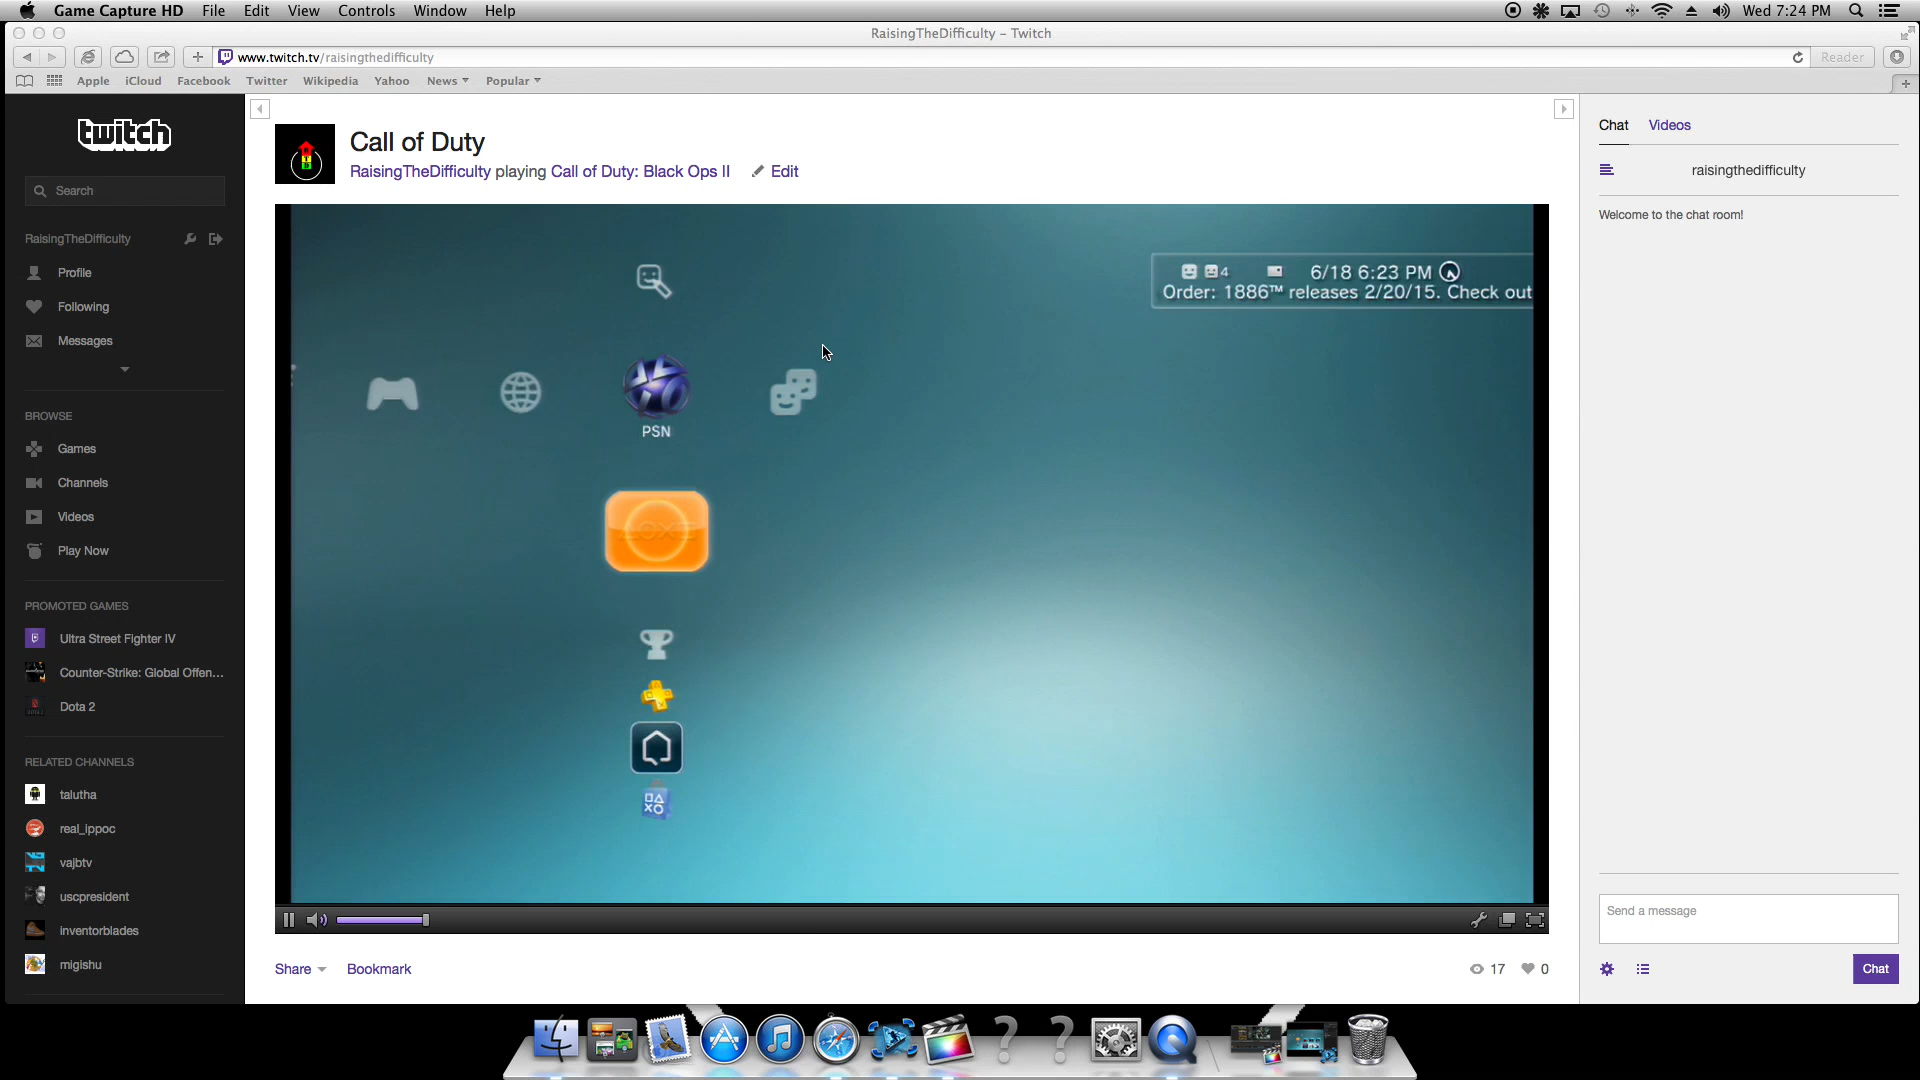 Game Capture HD File Edit View Controls Window Help Wed 7:24 PM
RaisingTheDifficulty – Twitch
www.twitch.tv/raisingthedifficulty Reader
Apple iCloud Facebook Twitter Wikipedia Yahoo News Popular
twitch
Search
RaisingTheDifficulty
Profile
Following
Messages
BROWSE
Games
Channels
Videos
Play Now
PROMOTED GAMES
Ultra Street Fighter IV
Counter-Strike: Global Offen...
Dota 2
RELATED CHANNELS
talutha
real_ippoc
vajbtv
uscpresident
inventorblades
migishu
Call of Duty
RaisingTheDifficulty playing Call of Duty: Black Ops II Edit
4 6/18 6:23 PM
Order: 1886™ releases 2/20/15. Check out
PSN
Share Bookmark 17 0
Chat Videos
raisingthedifficulty
Welcome to the chat room!
Send a message
Chat